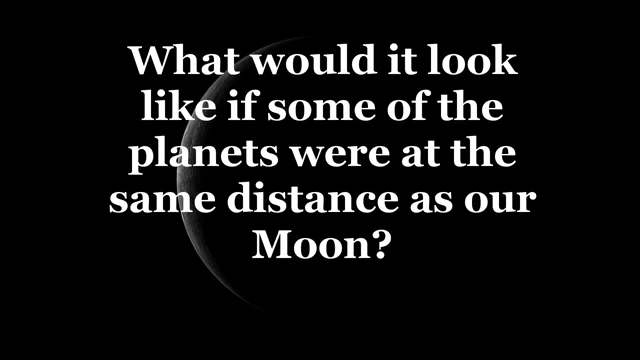 What would it look
like if some of the
planets were at the
same distance as our
Moon?